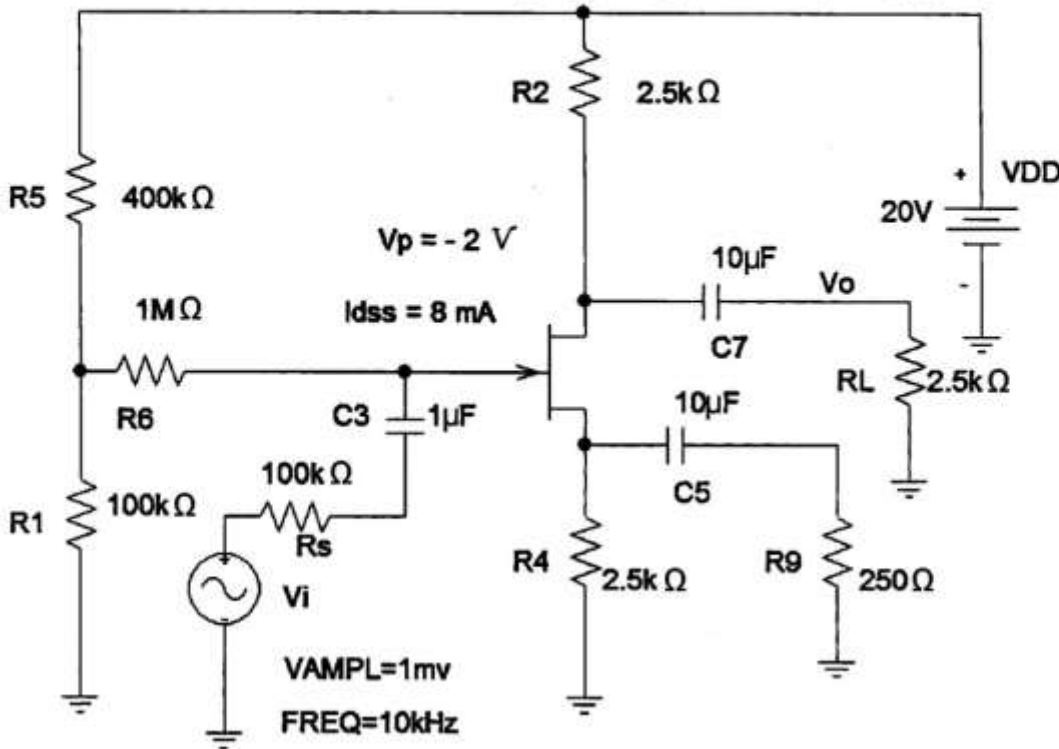 R2 2.5kΩ
R5 400kΩ
+ VDD
20V
-
Vp = - 2 V
Idss = 8 mA
10µF
Vo
C7
RL 2.5kΩ
1MΩ
R6
C3 1µF
10µF
C5
R1 100kΩ
100kΩ
Rs
R4 2.5kΩ
R9 250Ω
+
Vi
-
VAMPL=1mv
FREQ=10kHz